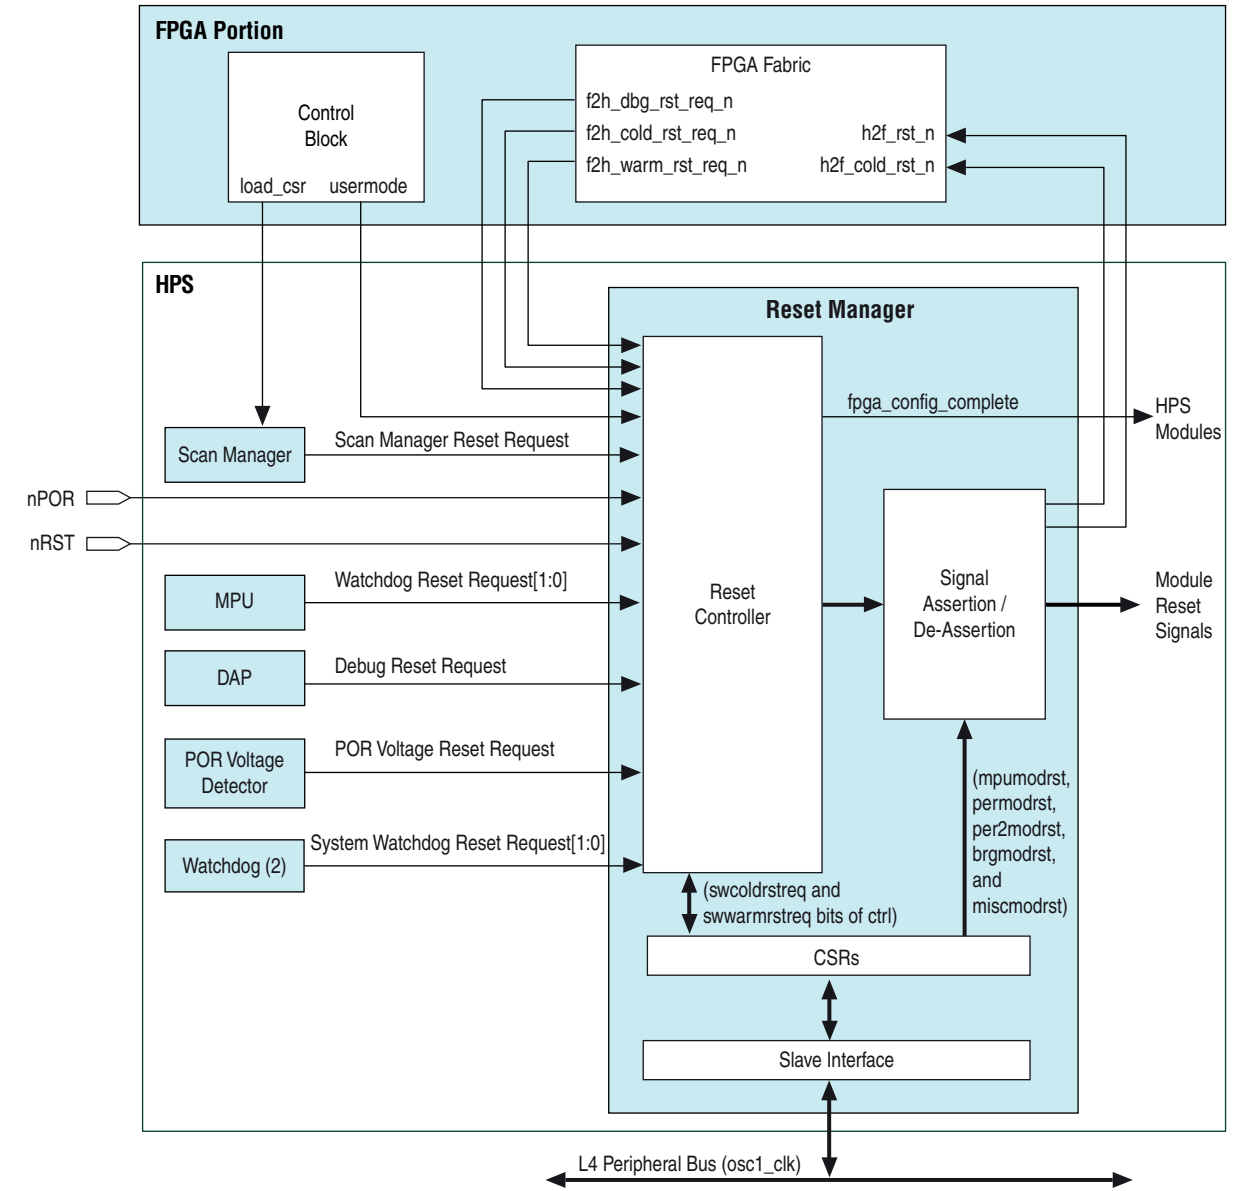 FPGA Portion
Control
Block
load_csr usermode
FPGA Fabric
f2h_dbg_rst_req_n
f2h_cold_rst_req_n
f2h_warm_rst_req_n
h2f_rst_n
h2f_cold_rst_n
HPS
Reset Manager
fpga_config_complete
HPS
Modules
Scan Manager
Scan Manager Reset Request
nPOR
nRST
MPU
Watchdog Reset Request[1:0]
DAP
Debug Reset Request
POR Voltage
Detector
POR Voltage Reset Request
Watchdog (2)
System Watchdog Reset Request[1:0]
Reset
Controller
Signal
Assertion /
De-Assertion
Module
Reset
Signals
(mpumodrst,
permodrst,
per2modrst,
brgmodrst,
and
miscmodrst)
(swcoldrstreq and
swwarmrstreq bits of ctrl)
CSRs
Slave Interface
L4 Peripheral Bus (osc1_clk)